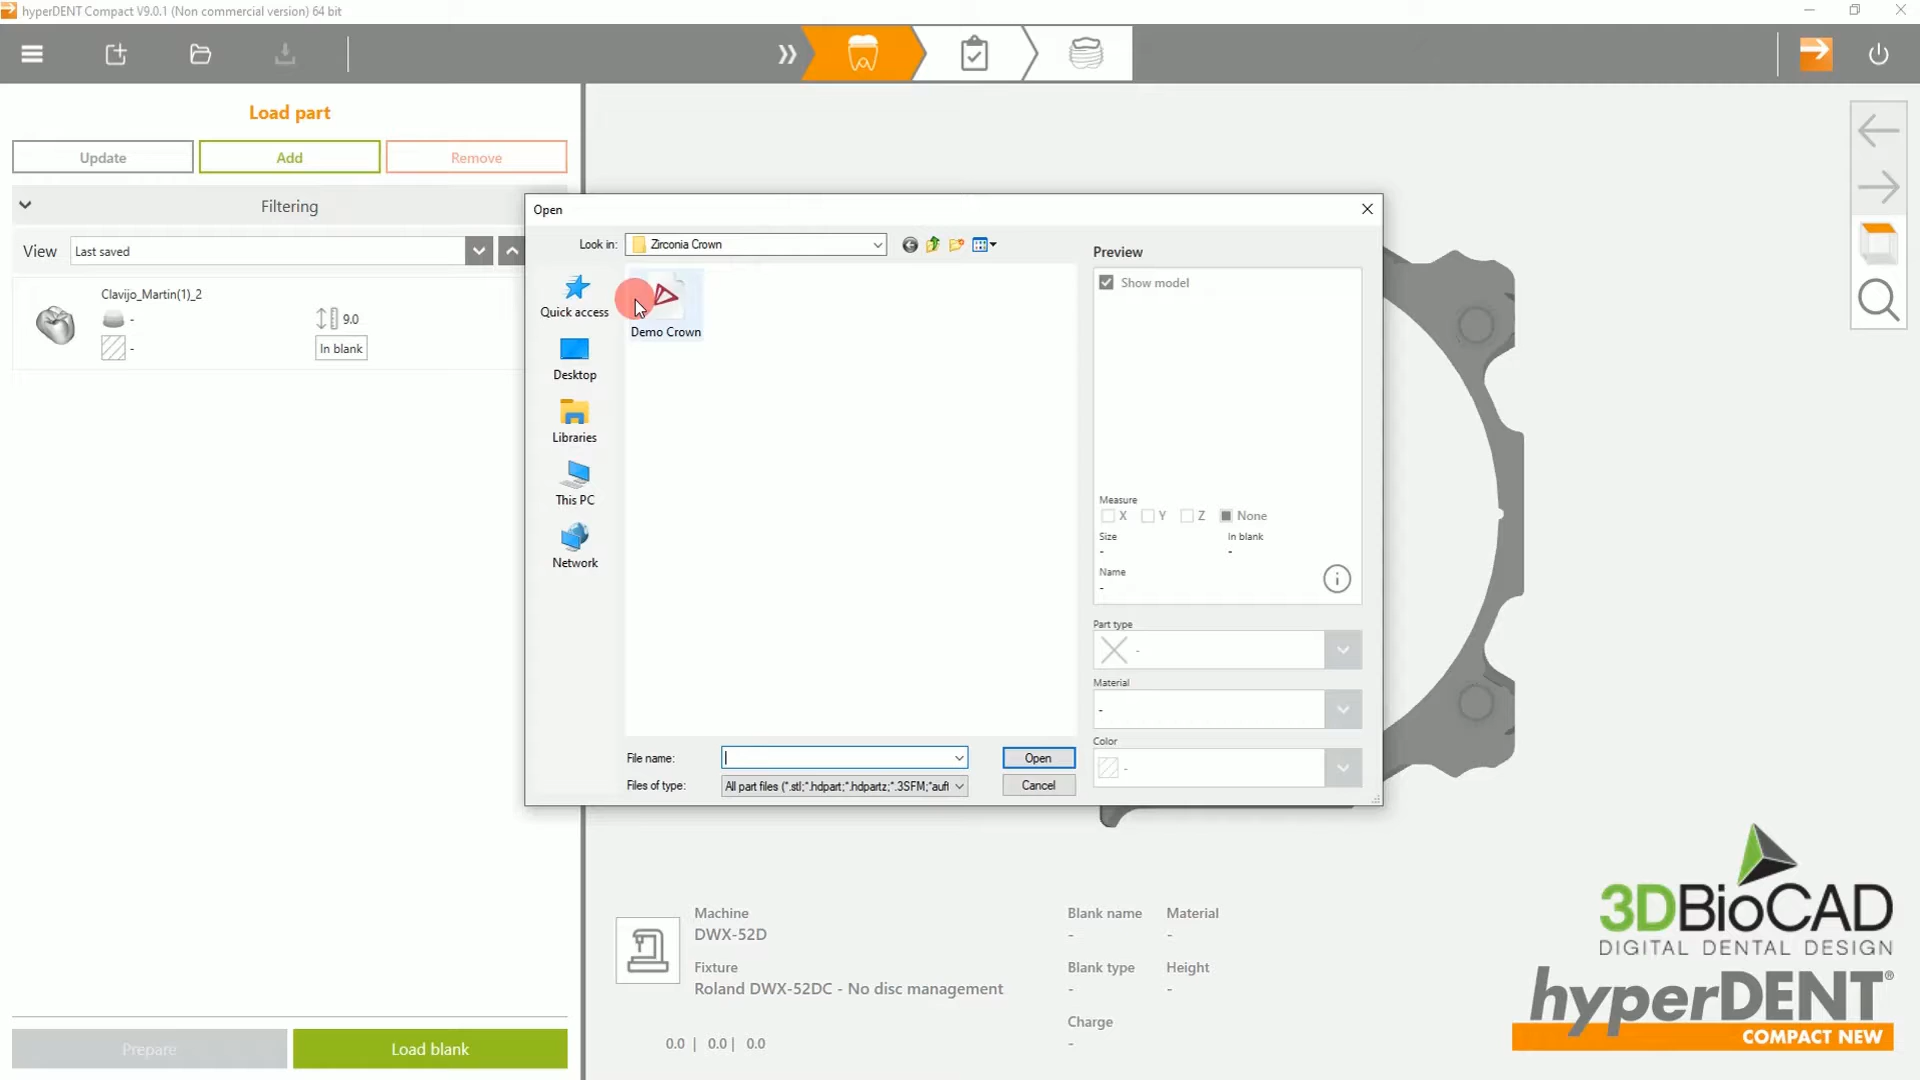 hyperDENT Compact V9.0.1 (Non commercial version) 64 bit
Load part
Update
Add
Remove
Filtering
View
Last saved
Clavijo_Martin(1)_2
-
9.0
-
In blank
Open
Look in:
Zirconia Crown
Quick access
Desktop
Libraries
This PC
Network
Demo Crown
File name:
Open
Files of type:
All part files (*.stl;*.hdpart;*.hdpartz;*.3SFM;*aufl
Cancel
Preview
Show model
Measure
X
Y
Z
None
Size
In blank
-
-
Name
-
Part type
-
Material
-
Color
-
Machine
DWX-52D
Fixture
Roland DWX-52DC - No disc management
0.0 | 0.0 | 0.0
Blank name
Material
-
-
Blank type
Height
-
-
Charge
-
Prepare
Load blank
3DBioCAD
DIGITAL DENTAL DESIGN
hyperDENT®
COMPACT NEW